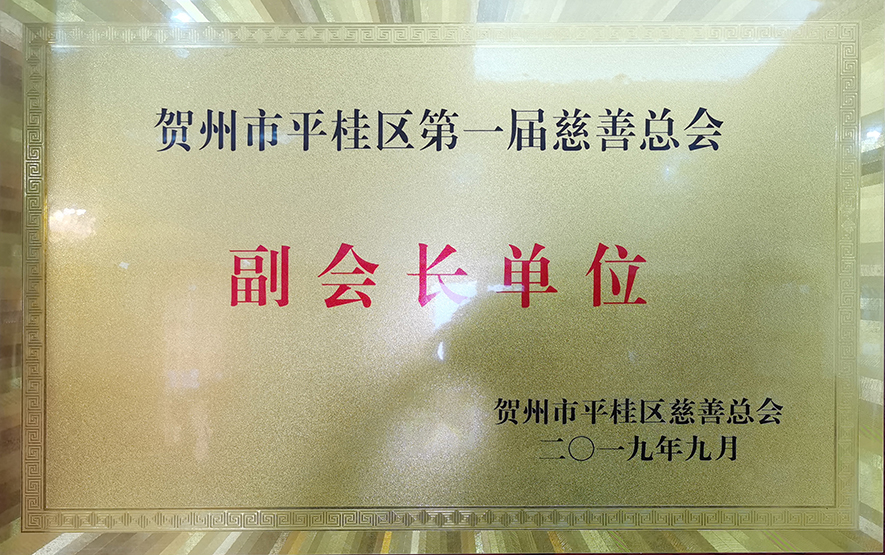 贺州市平桂区第一届慈善总会
副会长单位
贺州市平桂区慈善总会
二〇一九年九月